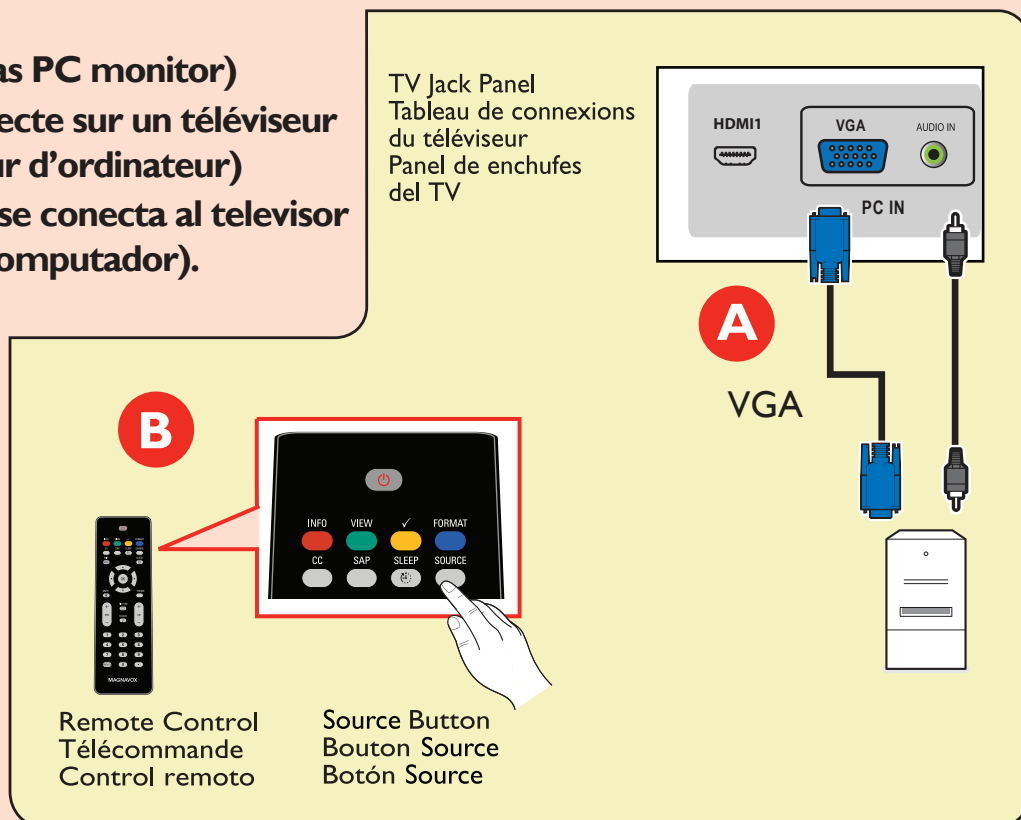 as PC monitor)
ecte sur un téléviseur
ur d’ordinateur)
se conecta al televisor
omputador).
TV Jack Panel
Tableau de connexions
du téléviseur
Panel de enchufes
del TV
HDMI1
VGA
AUDIO IN
PC IN
A
VGA
B
INFO VIEW ✓ FORMAT
CC SAP SLEEP SOURCE
MAGNAVOX
Remote Control
Télécommande
Control remoto
Source Button
Bouton Source
Botón Source